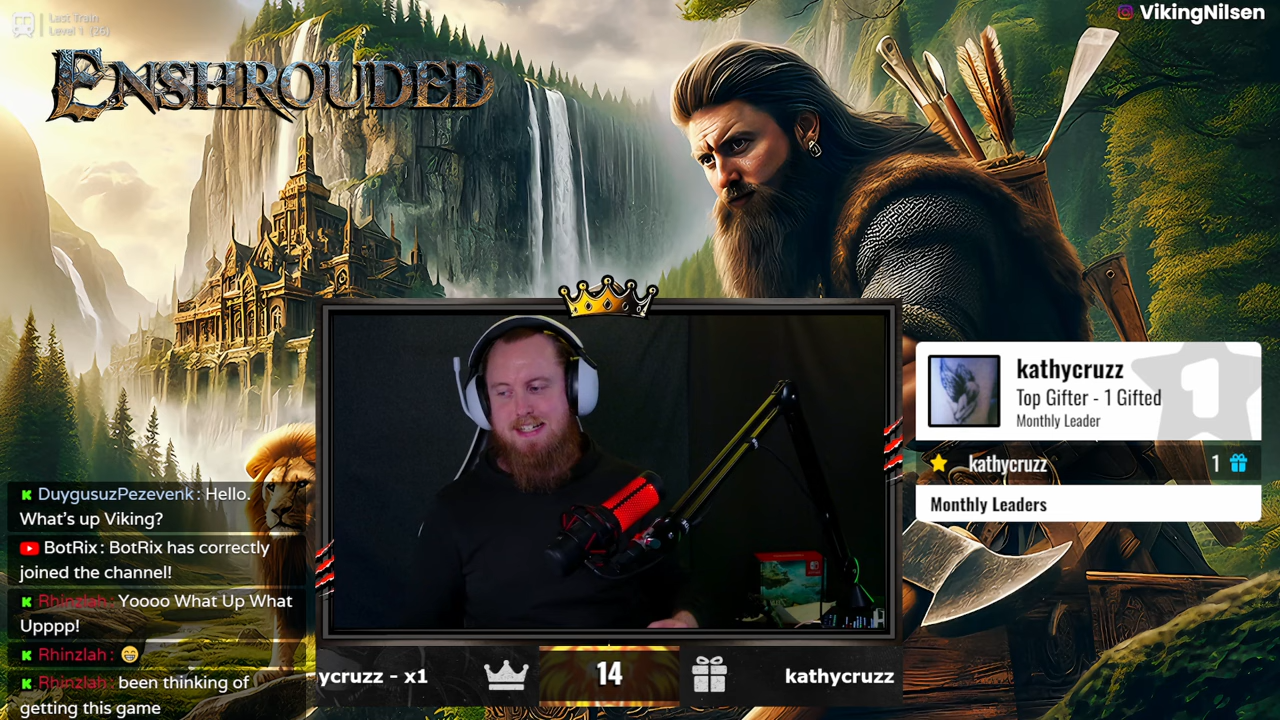 Last Train
Level 1 (26)
ENSHROUDED
VikingNilsen
kathycruzz
Top Gifter - 1 Gifted
Monthly Leader
1
kathycruzz 1
Monthly Leaders
DuygusuzPezevenk: Hello.
What's up Viking?
BotRix: BotRix has correctly
joined the channel!
Rhinzlah: Yoooo What Up What
Upppp!
Rhinzlah: 😁
Rhinzlah: been thinking of
getting this game
ycruzz - x1
14
kathycruzz